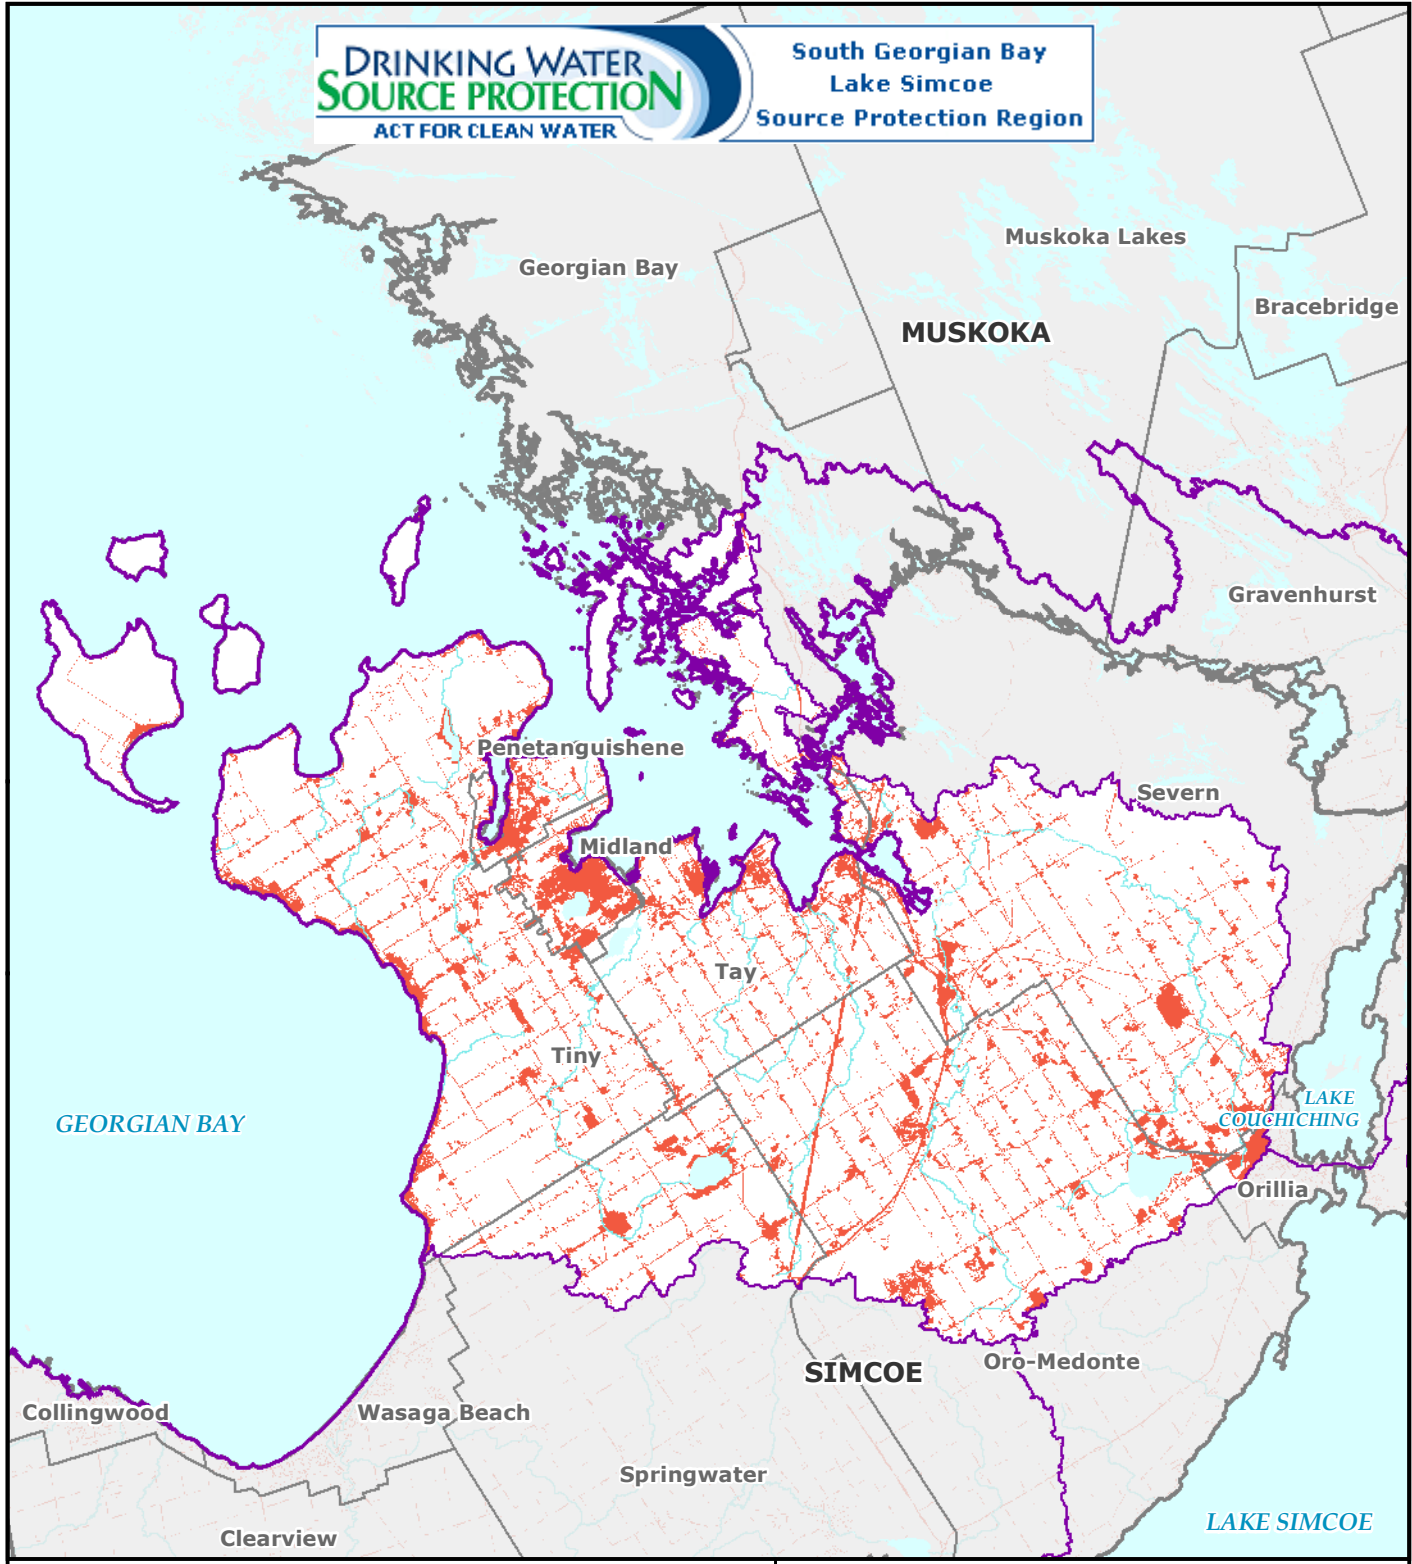 DRINKING WATER
SOURCE PROTECTION
ACT FOR CLEAN WATER
South Georgian Bay
Lake Simcoe
Source Protection Region
Muskoka Lakes
Georgian Bay
Bracebridge
MUSKOKA
Gravenhurst
Penetanguishene
Severn
Midland
Tay
Tiny
GEORGIAN BAY
LAKE
COUCHICHING
Orillia
Oro-Medonte
SIMCOE
Collingwood
Wasaga Beach
Springwater
LAKE SIMCOE
Clearview